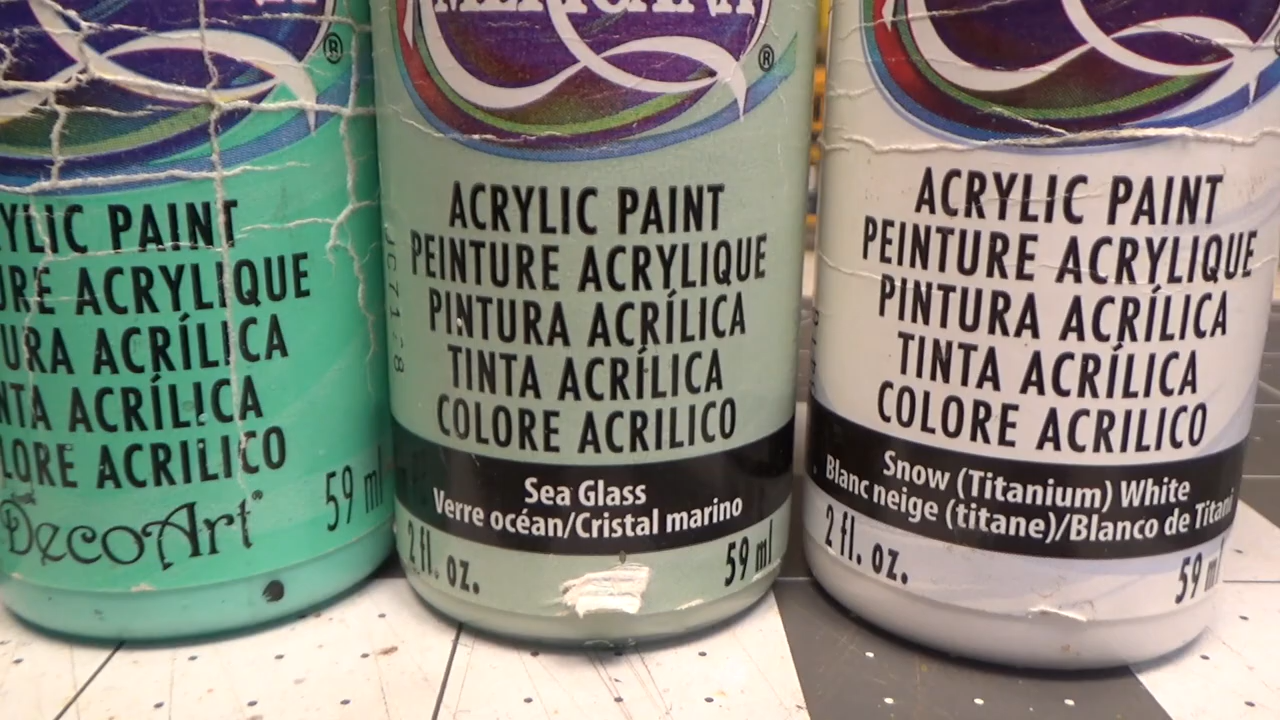 ®
YLIC PAINT
URE ACRYLIQUE
URA ACRÍLICA
NTA ACRÍLICA
LORE ACRILICO
DecoArt®
59 ml
®
ACRYLIC PAINT
PEINTURE ACRYLIQUE
PINTURA ACRÍLICA
TINTA ACRÍLICA
COLORE ACRILICO
Sea Glass
Verre océan/Cristal marino
2 fl. oz.
59 ml
ACRYLIC PAINT
PEINTURE ACRYLIQUE
PINTURA ACRÍLICA
TINTA ACRÍLICA
COLORE ACRILICO
Snow (Titanium) White
Blanc neige (titane)/Blanco de Titani
2 fl. oz.
59 ml